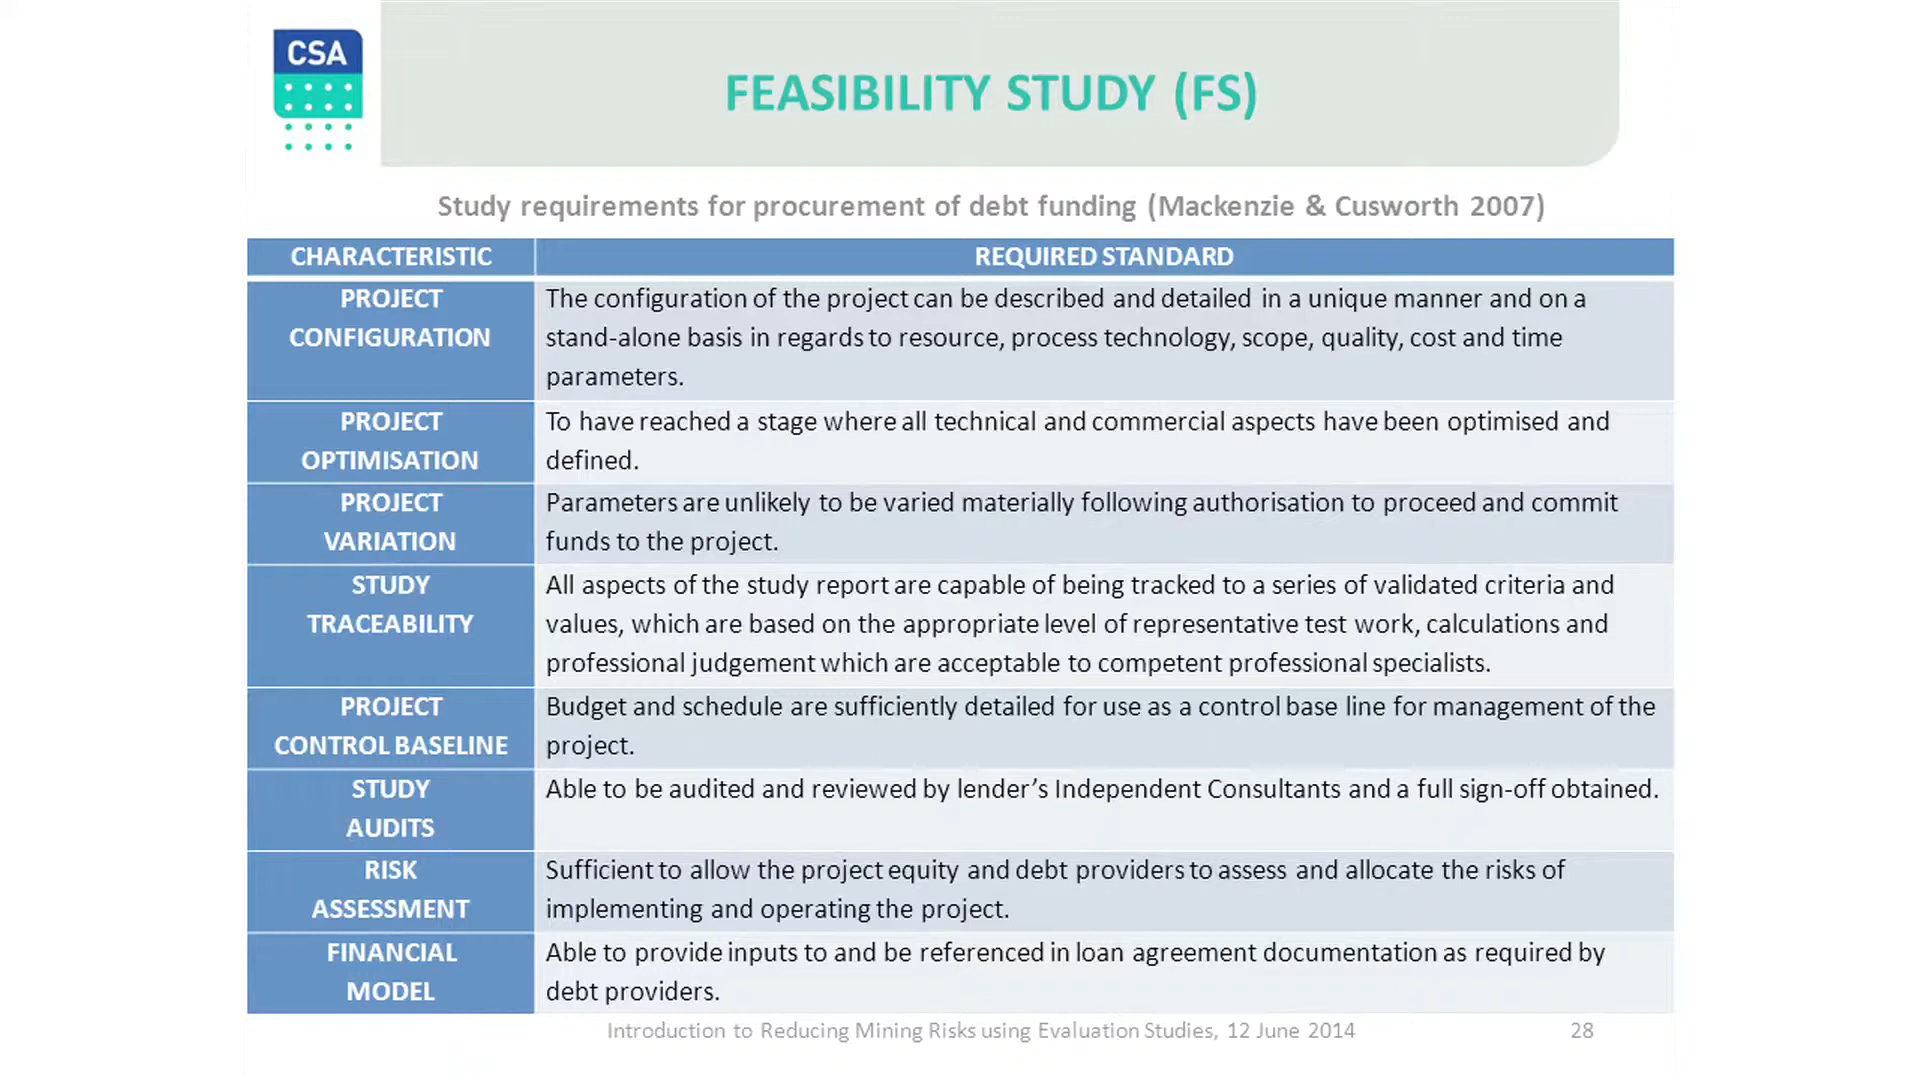 CSA
FEASIBILITY STUDY (FS)
Study requirements for procurement of debt funding (Mackenzie & Cusworth 2007)
CHARACTERISTIC
REQUIRED STANDARD
PROJECT
CONFIGURATION
The configuration of the project can be described and detailed in a unique manner and on a
stand-alone basis in regards to resource, process technology, scope, quality, cost and time
parameters.
PROJECT
OPTIMISATION
To have reached a stage where all technical and commercial aspects have been optimised and
defined.
PROJECT
VARIATION
Parameters are unlikely to be varied materially following authorisation to proceed and commit
funds to the project.
STUDY
TRACEABILITY
All aspects of the study report are capable of being tracked to a series of validated criteria and
values, which are based on the appropriate level of representative test work, calculations and
professional judgement which are acceptable to competent professional specialists.
PROJECT
CONTROL BASELINE
Budget and schedule are sufficiently detailed for use as a control base line for management of the
project.
STUDY
AUDITS
Able to be audited and reviewed by lender’s Independent Consultants and a full sign-off obtained.
RISK
ASSESSMENT
Sufficient to allow the project equity and debt providers to assess and allocate the risks of
implementing and operating the project.
FINANCIAL
MODEL
Able to provide inputs to and be referenced in loan agreement documentation as required by
debt providers.
Introduction to Reducing Mining Risks using Evaluation Studies, 12 June 2014
28